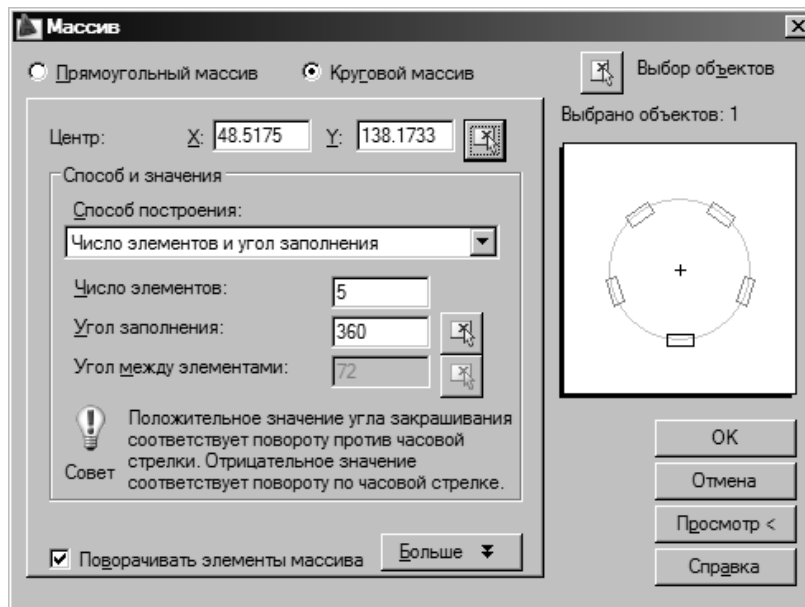 Массив
Прямоугольный массив
Круговой массив
Выбор объектов
Выбрано объектов: 1
Центр: X: 48.5175 Y: 138.1733
Способ и значения
Способ построения:
Число элементов и угол заполнения
Число элементов: 5
Угол заполнения: 360
Угол между элементами: 72
Положительное значение угла закрашивания
соответствует повороту против часовой
стрелки. Отрицательное значение
соответствует повороту по часовой стрелке.
Совет
Поворачивать элементы массива
Больше
OK
Отмена
Просмотр <
Справка